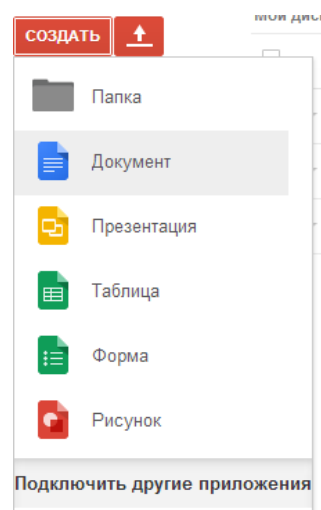 Мой дис
СОЗДАТЬ
Папка
Документ
Презентация
Таблица
Форма
Рисунок
Подключить другие приложения